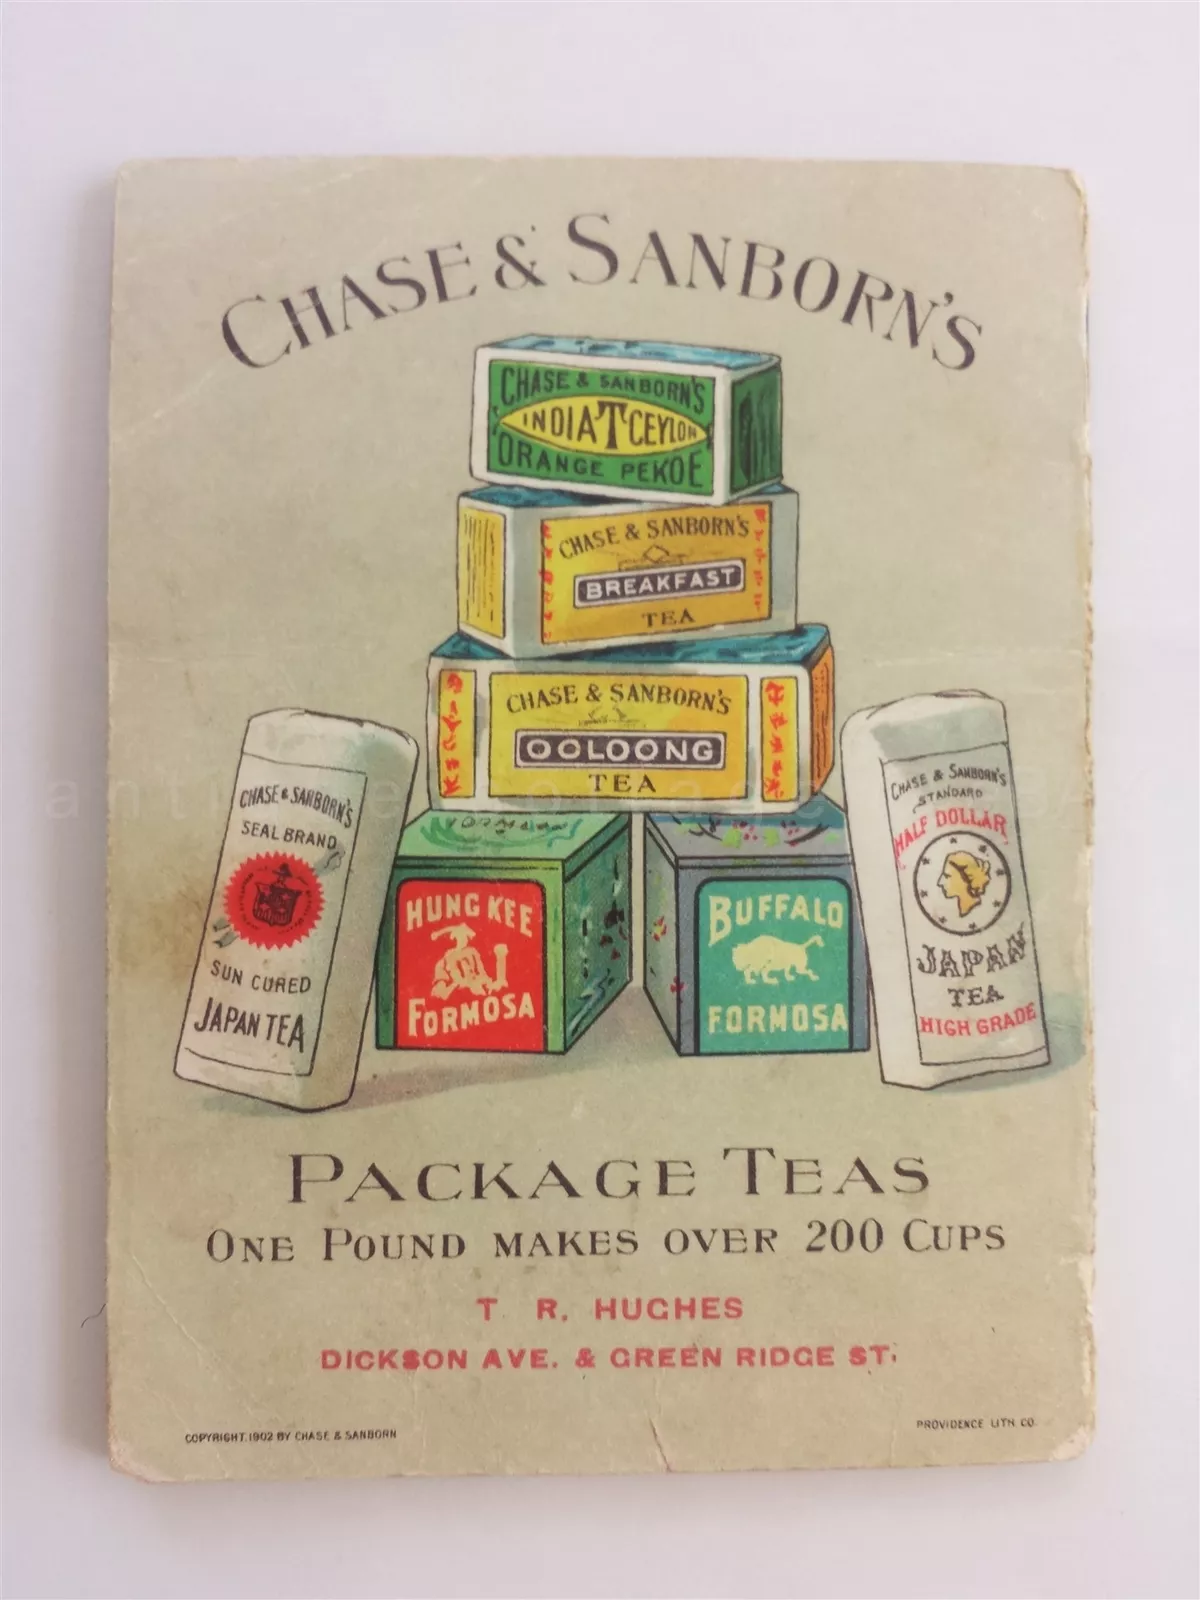 CHASE & SANBORN'S
CHASE & SANBORN'S
INDIA T CEYLON
ORANGE PEKOE
CHASE & SANBORN'S
BREAKFAST
TEA
CHASE & SANBORN'S
OOLOONG
TEA
CHASE & SANBORN'S
SEAL BRAND
SUN CURED
JAPAN TEA
HUNG KEE
FORMOSA
BUFFALO
FORMOSA
CHASE & SANBORN'S
STANDARD
HALF DOLLAR
JAPAN
TEA
HIGH GRADE
PACKAGE TEAS
ONE POUND MAKES OVER 200 CUPS
T. R. HUGHES
DICKSON AVE. & GREEN RIDGE ST.
COPYRIGHT. 1902 BY CHASE & SANBORN
PROVIDENCE LITH. CO.